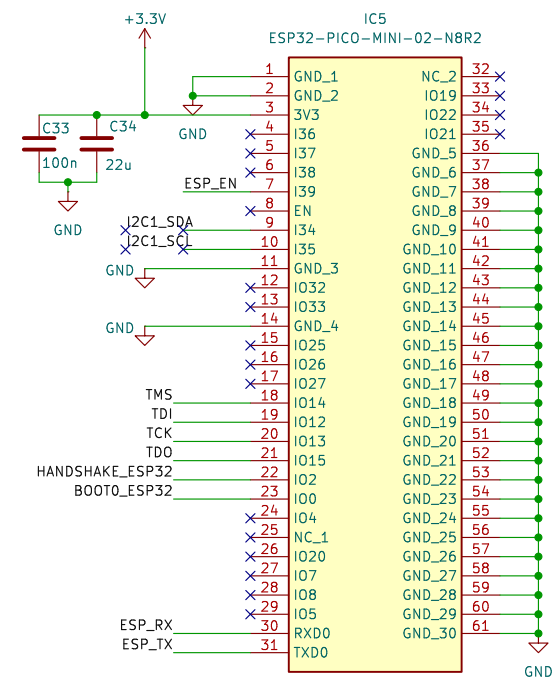 +3.3V
IC5
ESP32-PICO-MINI-02-N8R2
C33
100n
C34
22u
GND
GND
1 GND_1
2 GND_2
3 3V3
4 I36
5 I37
6 I38
ESP_EN 7 I39
8 EN
I2C1_SDA 9 I34
I2C1_SCL 10 I35
GND 11 GND_3
12 IO32
13 IO33
GND 14 GND_4
15 IO25
16 IO26
17 IO27
TMS 18 IO14
TDI 19 IO12
TCK 20 IO13
TDO 21 IO15
HANDSHAKE_ESP32 22 IO2
BOOT0_ESP32 23 IO0
24 IO4
25 NC_1
26 IO20
27 IO7
28 IO8
29 IO5
ESP_RX 30 RXD0
ESP_TX 31 TXD0
NC_2 32
IO19 33
IO22 34
IO21 35
GND_5 36
GND_6 37
GND_7 38
GND_8 39
GND_9 40
GND_10 41
GND_11 42
GND_12 43
GND_13 44
GND_14 45
GND_15 46
GND_16 47
GND_17 48
GND_18 49
GND_19 50
GND_20 51
GND_21 52
GND_22 53
GND_23 54
GND_24 55
GND_25 56
GND_26 57
GND_27 58
GND_28 59
GND_29 60
GND_30 61
GND